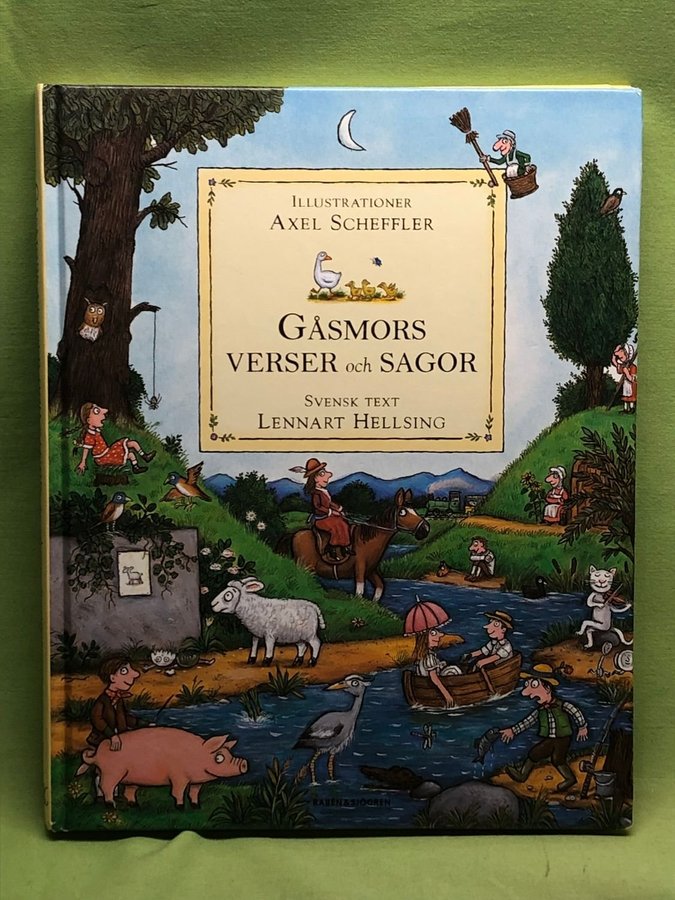 ILLUSTRATIONER
AXEL SCHEFFLER
GÅSMORS
VERSER och SAGOR
SVENSK TEXT
LENNART HELLSING
RABÉN & SJÖGREN